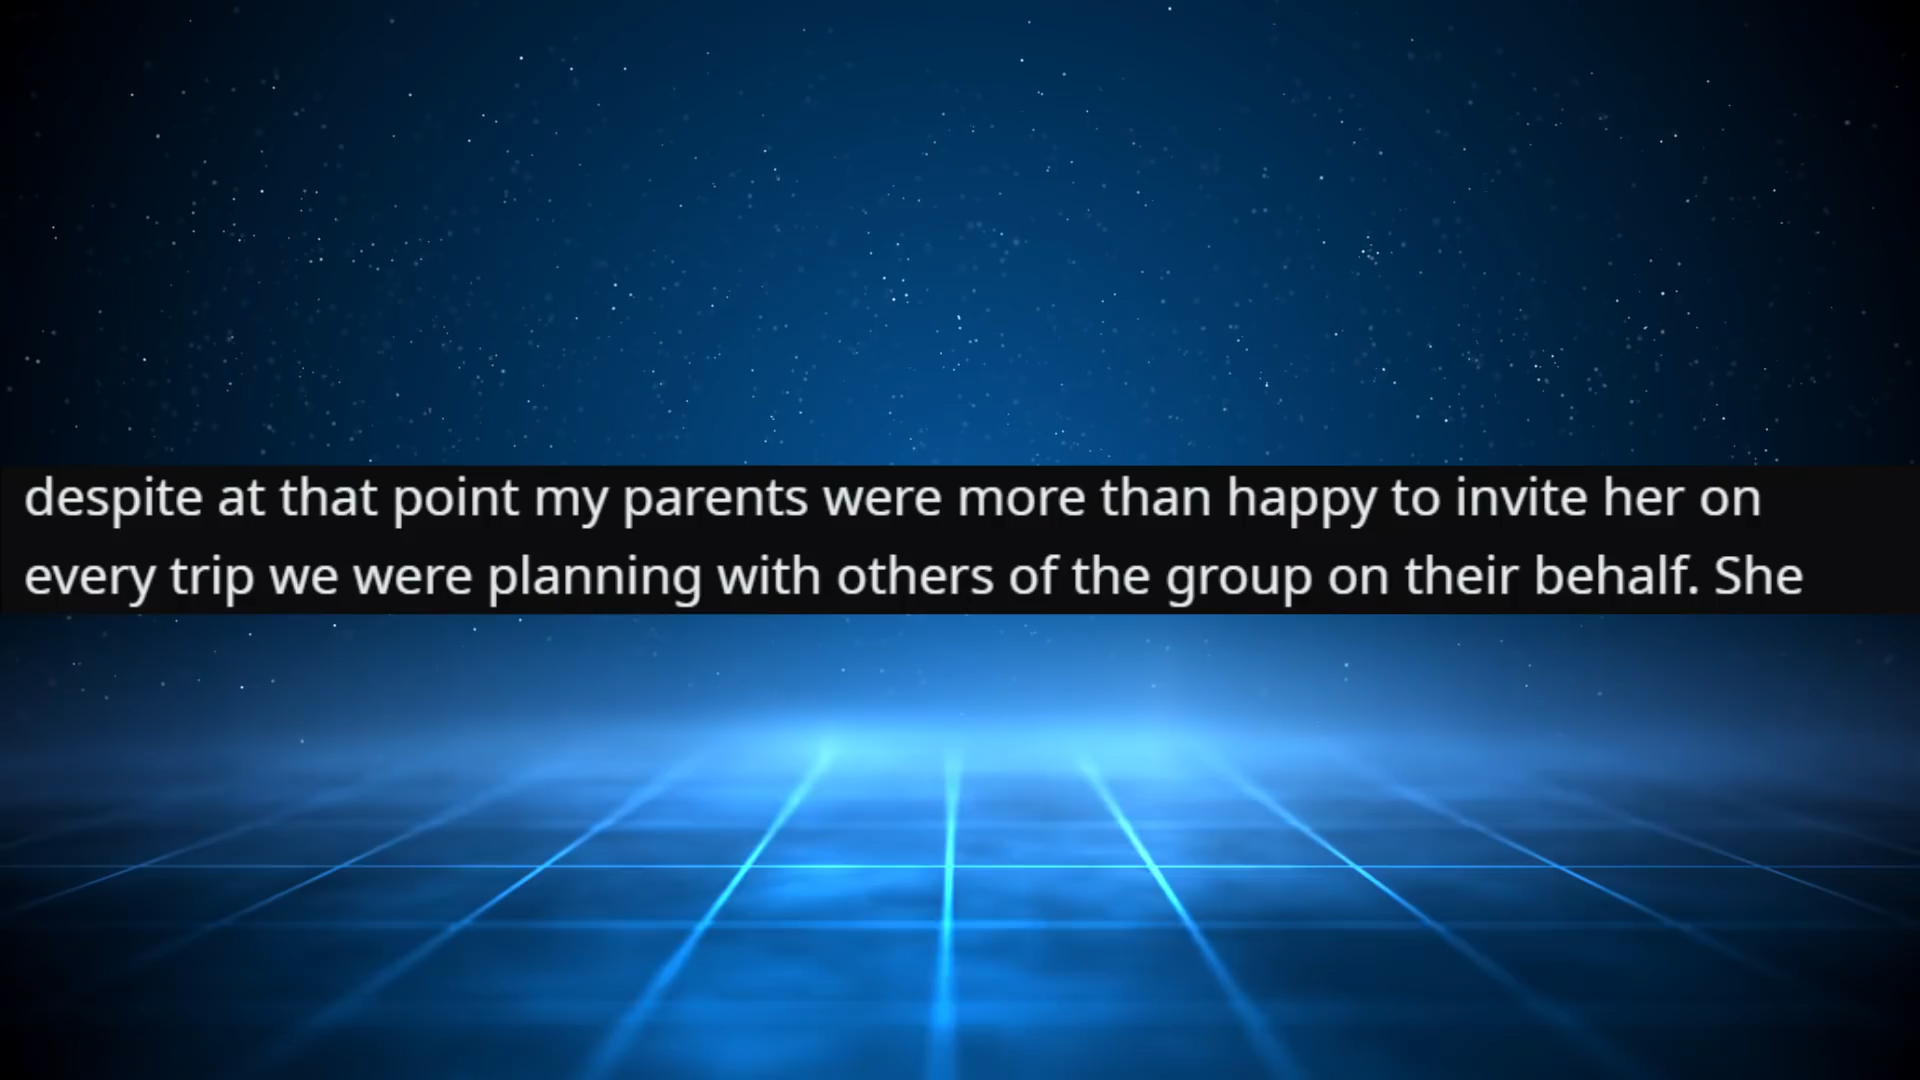 despite at that point my parents were more than happy to invite her on
every trip we were planning with others of the group on their behalf. She